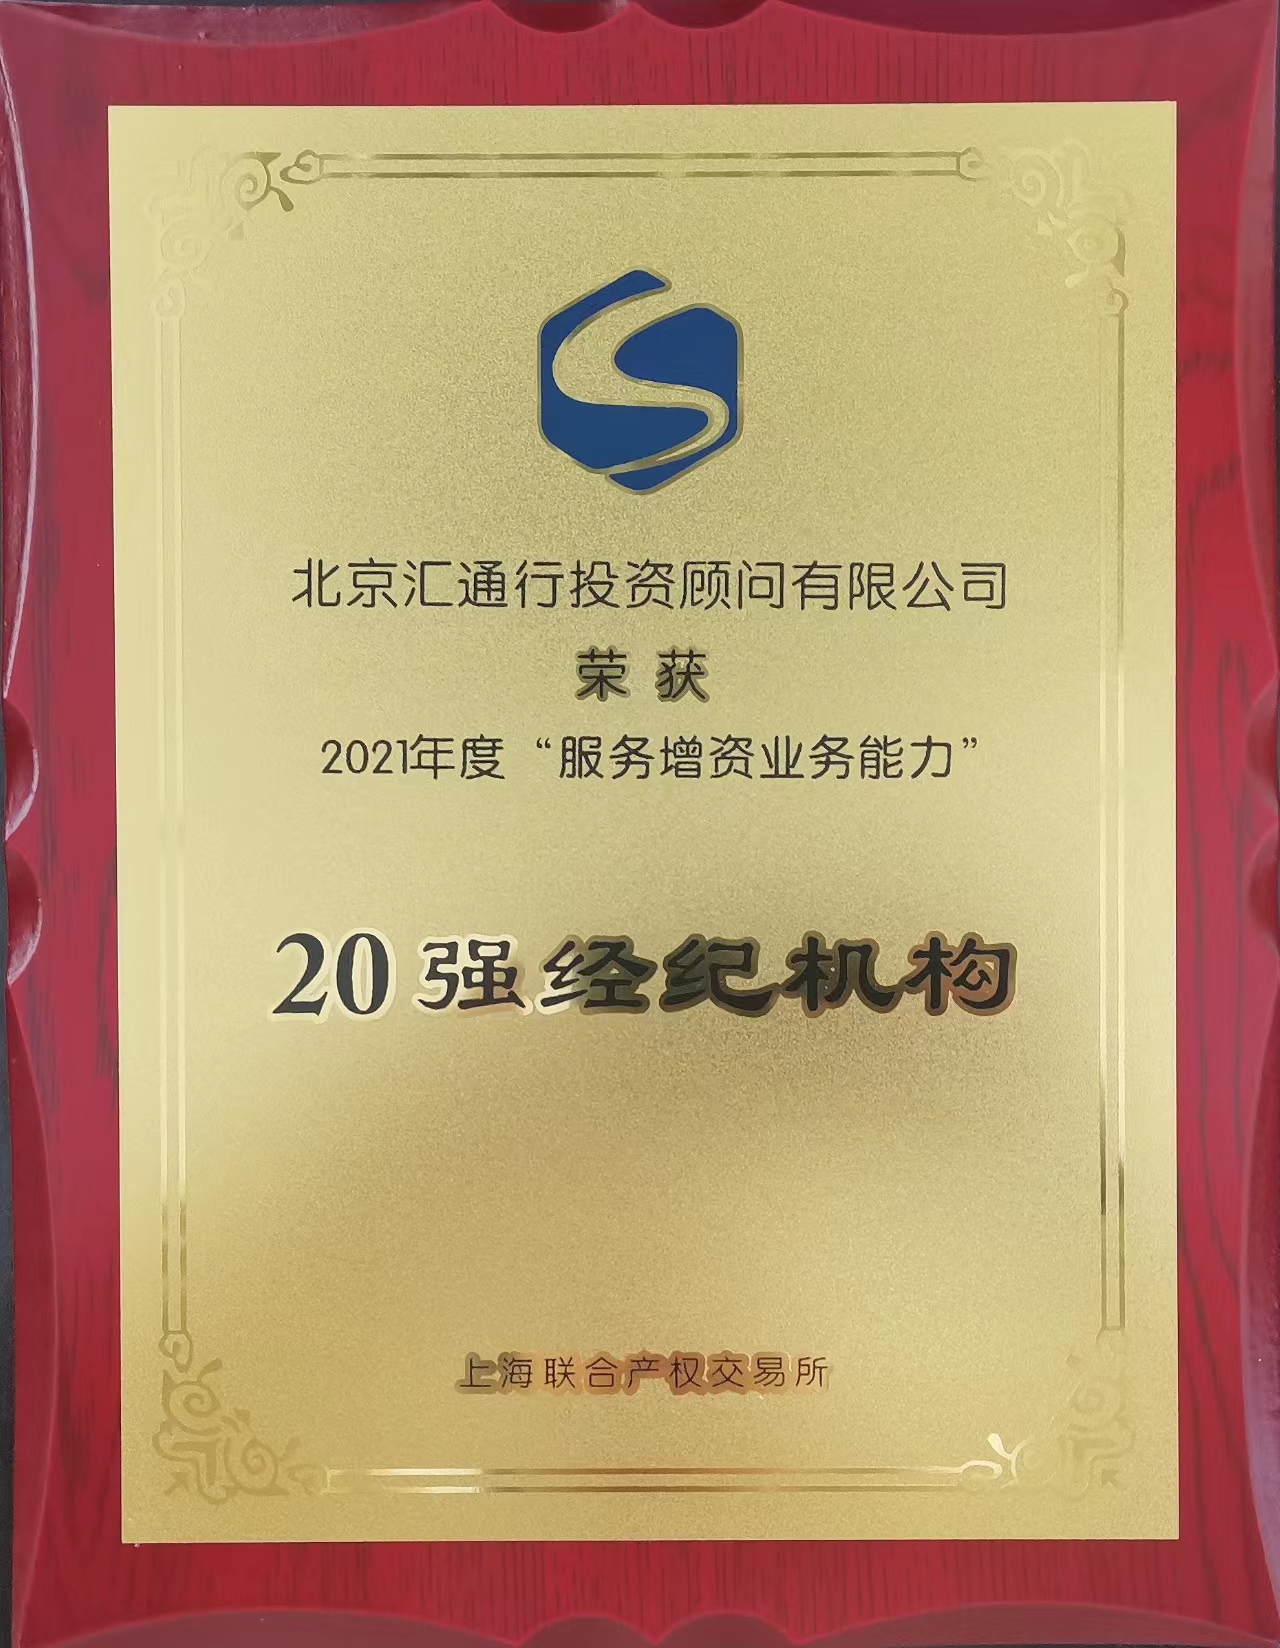 北京汇通行投资顾问有限公司
荣获
2021年度“服务增资业务能力”
20强经纪机构
上海联合产权交易所